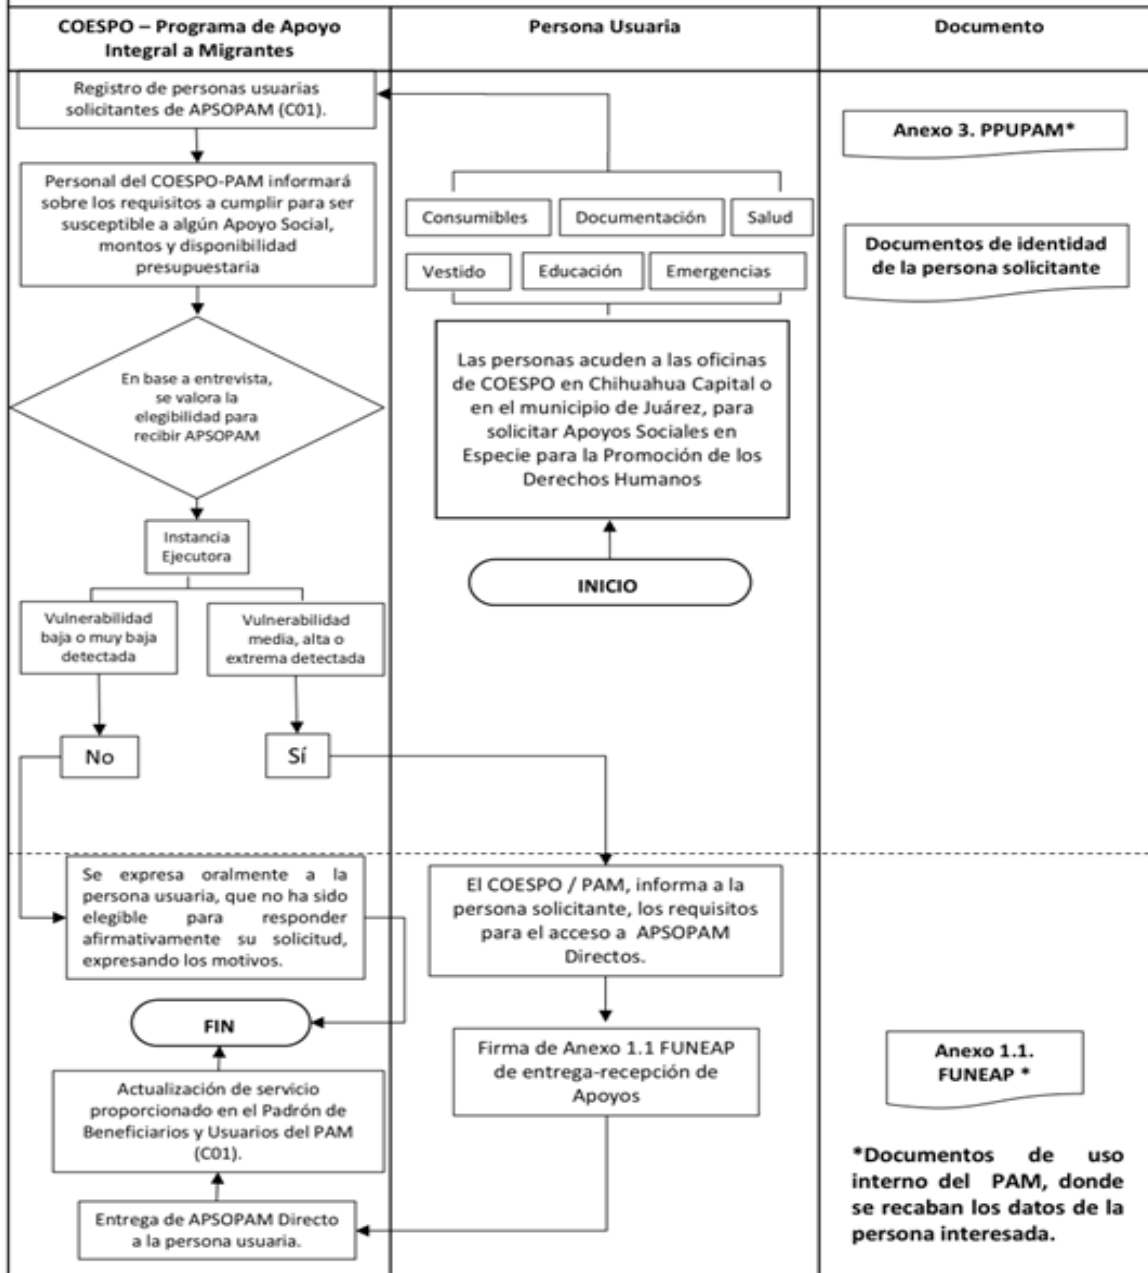 COESPO – Programa de Apoyo
Integral a Migrantes
Persona Usuaria
Documento
Registro de personas usuarias
solicitantes de APSOPAM (C01).
Personal del COESPO-PAM informará
sobre los requisitos a cumplir para ser
susceptible a algún Apoyo Social,
montos y disponibilidad
presupuestaria
En base a entrevista,
se valora la
elegibilidad para
recibir APSOPAM
Instancia
Ejecutora
Vulnerabilidad
baja o muy baja
detectada
Vulnerabilidad
media, alta o
extrema detectada
No
Sí
Se expresa oralmente a la
persona usuaria, que no ha sido
elegible para responder
afirmativamente su solicitud,
expresando los motivos.
FIN
Actualización de servicio
proporcionado en el Padrón de
Beneficiarios y Usuarios del PAM
(C01).
Entrega de APSOPAM Directo
a la persona usuaria.
Consumibles
Documentación
Salud
Vestido
Educación
Emergencias
Las personas acuden a las oficinas
de COESPO en Chihuahua Capital o
en el municipio de Juárez, para
solicitar Apoyos Sociales en
Especie para la Promoción de los
Derechos Humanos
INICIO
El COESPO / PAM, informa a la
persona solicitante, los requisitos
para el acceso a APSOPAM
Directos.
Firma de Anexo 1.1 FUNEAP
de entrega-recepción de
Apoyos
Anexo 3. PPUPAM*
Documentos de identidad
de la persona solicitante
Anexo 1.1.
FUNEAP *
*Documentos de uso
interno del PAM, donde
se recaban los datos de la
persona interesada.